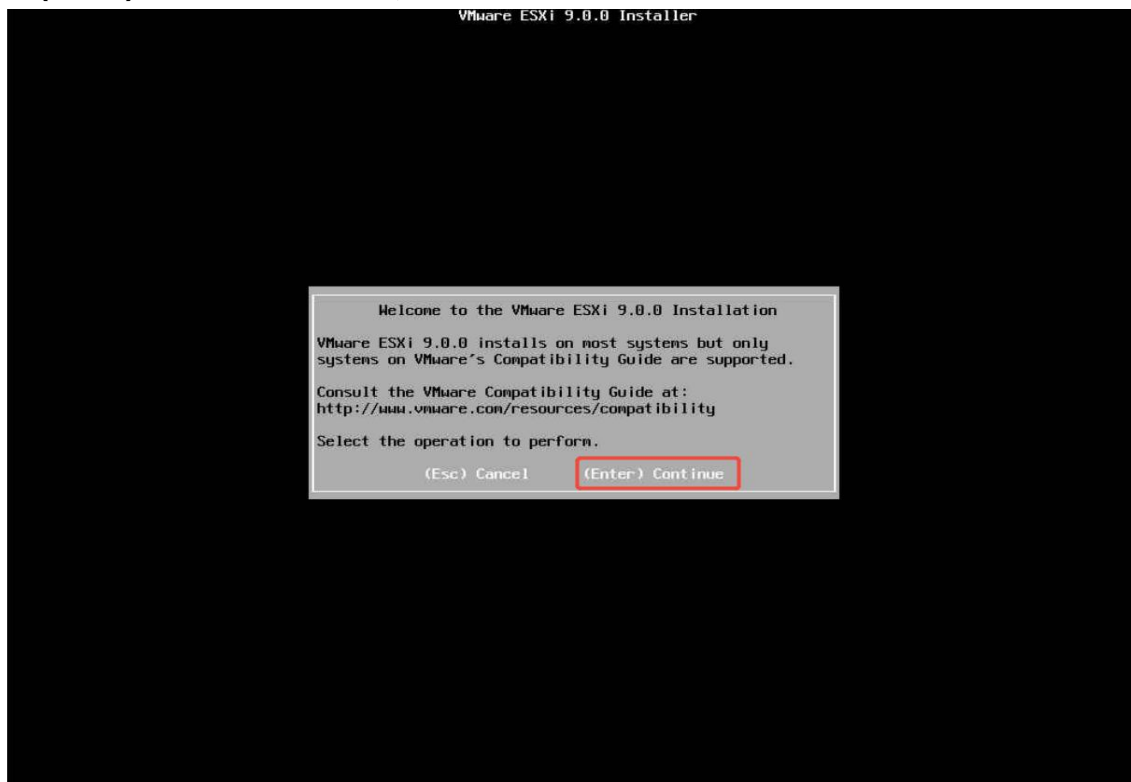 VMware ESXi 9.0.0 Installer
Welcome to the VMware ESXi 9.0.0 Installation
VMware ESXi 9.0.0 installs on most systems but only
systems on VMware's Compatibility Guide are supported.
Consult the VMware Compatibility Guide at:
http://www.vmware.com/resources/compatibility
Select the operation to perform.
(Esc) Cancel (Enter) Continue